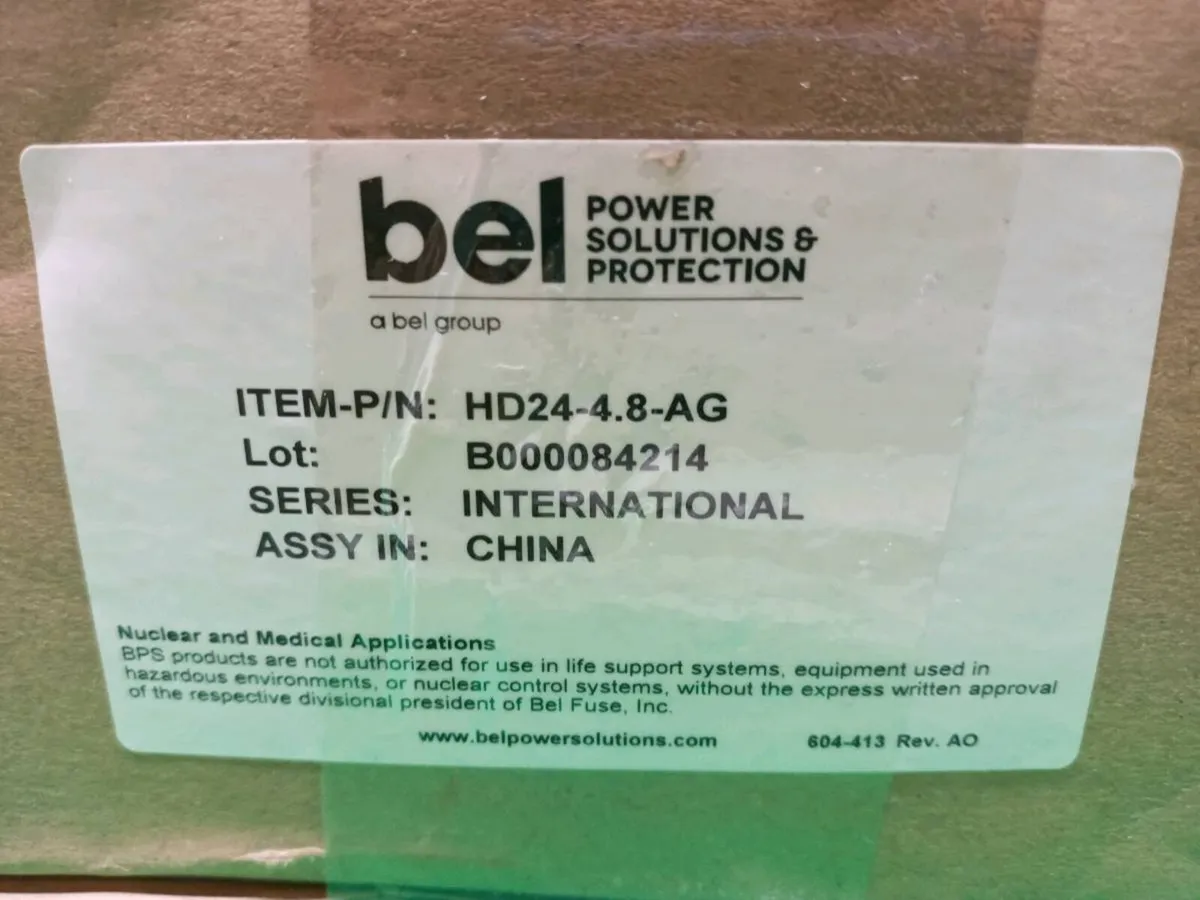 bel POWER
SOLUTIONS &
PROTECTION
a bel group
ITEM-P/N: HD24-4.8-AG
Lot: B000084214
SERIES: INTERNATIONAL
ASSY IN: CHINA
Nuclear and Medical Applications
BPS products are not authorized for use in life support systems, equipment used in
hazardous environments, or nuclear control systems, without the express written approval
of the respective divisional president of Bel Fuse, Inc.
www.belpowersolutions.com 604-413 Rev. AO